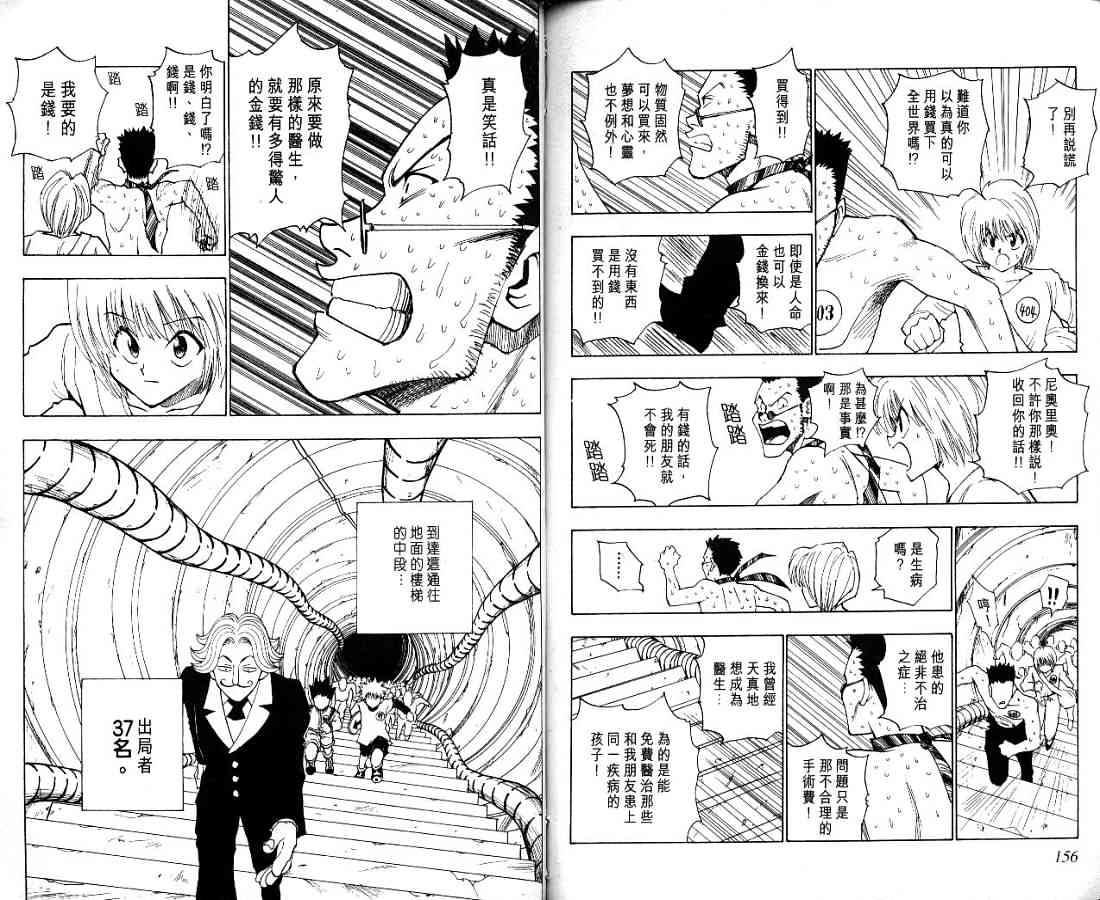 別再説謊
了！
難道你
以為真的可以
用錢買下
全世界嗎!?
403
404
買得到!!
物質固然
可以買來，
夢想和心靈
也不例外！
即使是人命
也可以
金錢換來！
沒有東西
是用錢
買不到的!!
尼奧里奧！
不許你那樣説！
收回你的話!!
為甚麼!?
那是事實
啊！
踏
踏
有錢的話，
我的朋友就
不會死!!
踏
踏
!!
哼
是生病
嗎？
……
他患的
絕非不治
之症…
問題只是
那不合理的
手術費！
我曾經
天真地
想成為
醫生…
為的是能
免費醫治那些
和我朋友患上
同一疾病的
孩子！
156
真是笑話!!
原來要做
那樣的醫生，
就要有多得驚人
的金錢!!
你明白了嗎!?
是錢、錢
錢啊!!
踏
踏
我要的
是錢！
踏
踏
到達這通往
地面的樓梯
的中段…
出局者
37名。